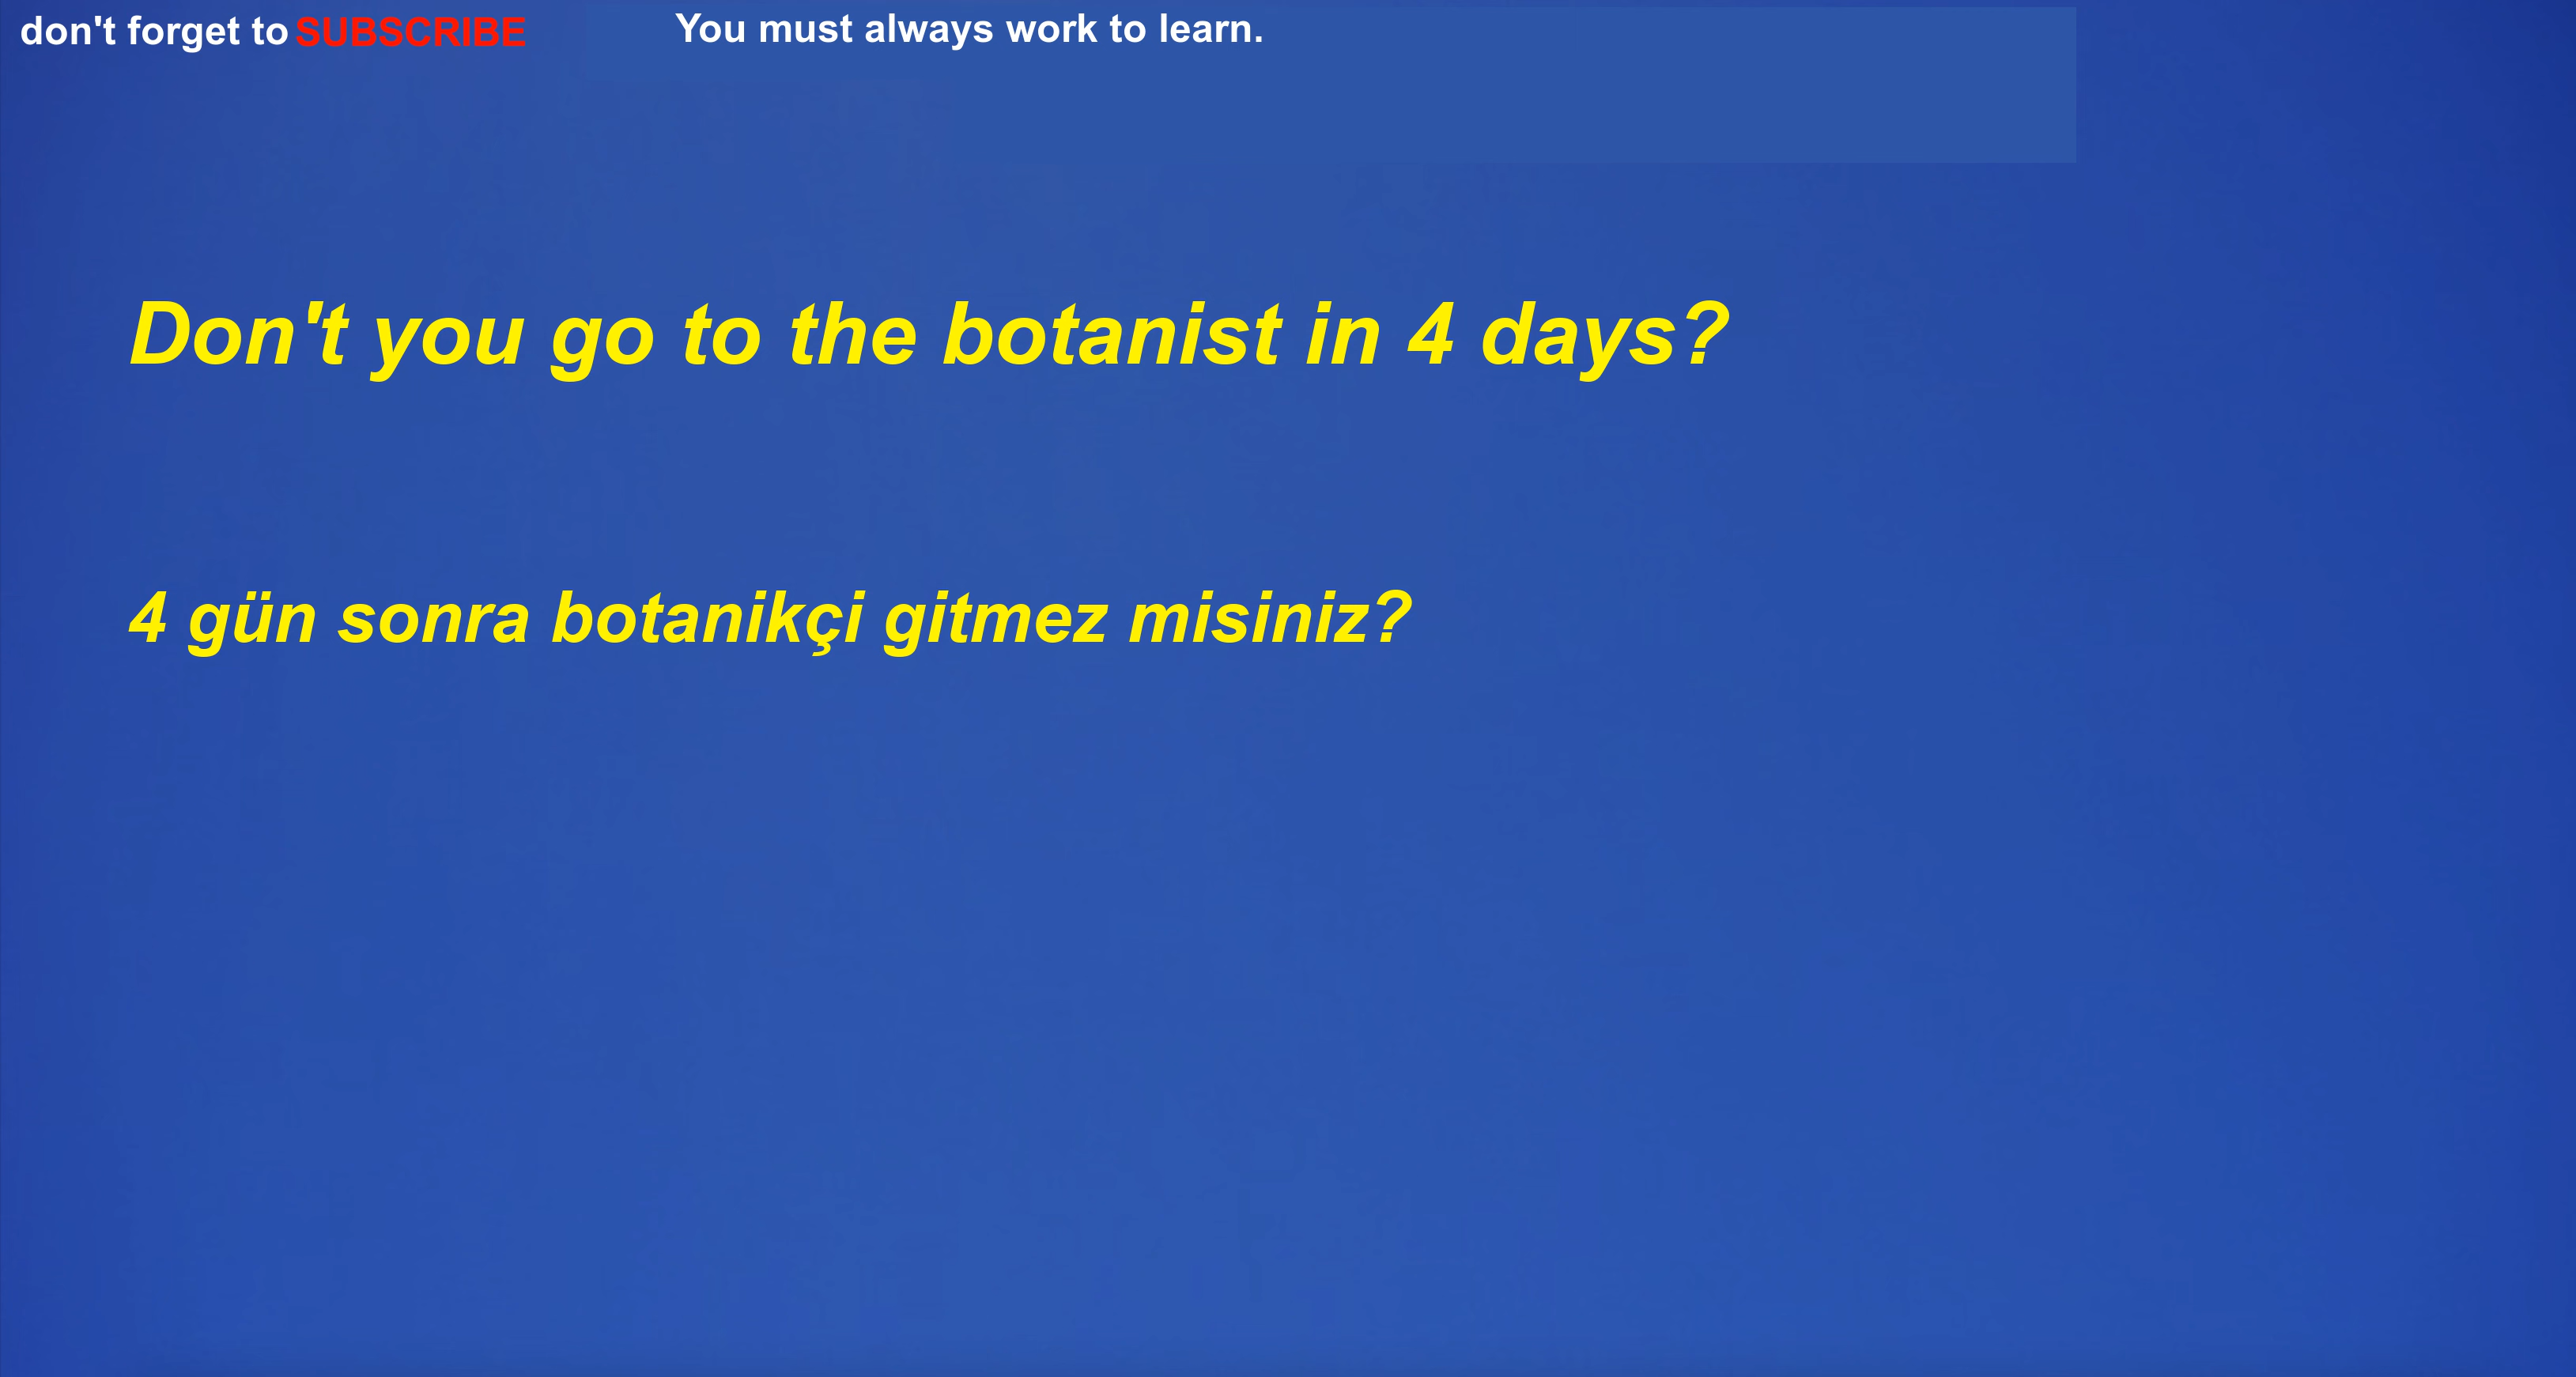 don't forget to SUBSCRIBE
You must always work to learn.
Don't you go to the botanist in 4 days?
4 gün sonra botanikçi gitmez misiniz?